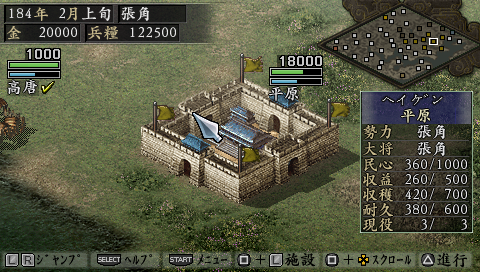 184年 2月上旬 張角
金 20000 兵糧 122500
1000
高唐
18000
平原
ヘイゲン
平原
勢力 張角
大将 張角
民心 360/1000
収益 260/ 500
収穫 420/ 700
耐久 380/ 600
現役 3/ 3
L R ジャンプ SELECT ヘルプ START メニュー +L 施設 + スクロール 進行